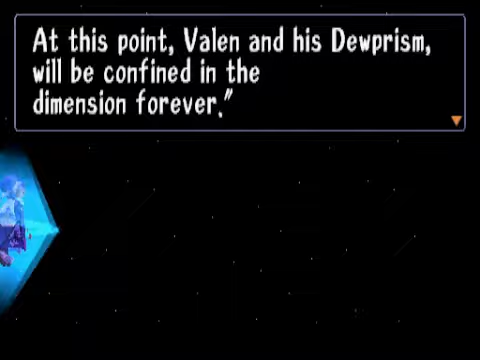 At this point, Valen and his Dewprism,
will be confined in the
dimension forever."